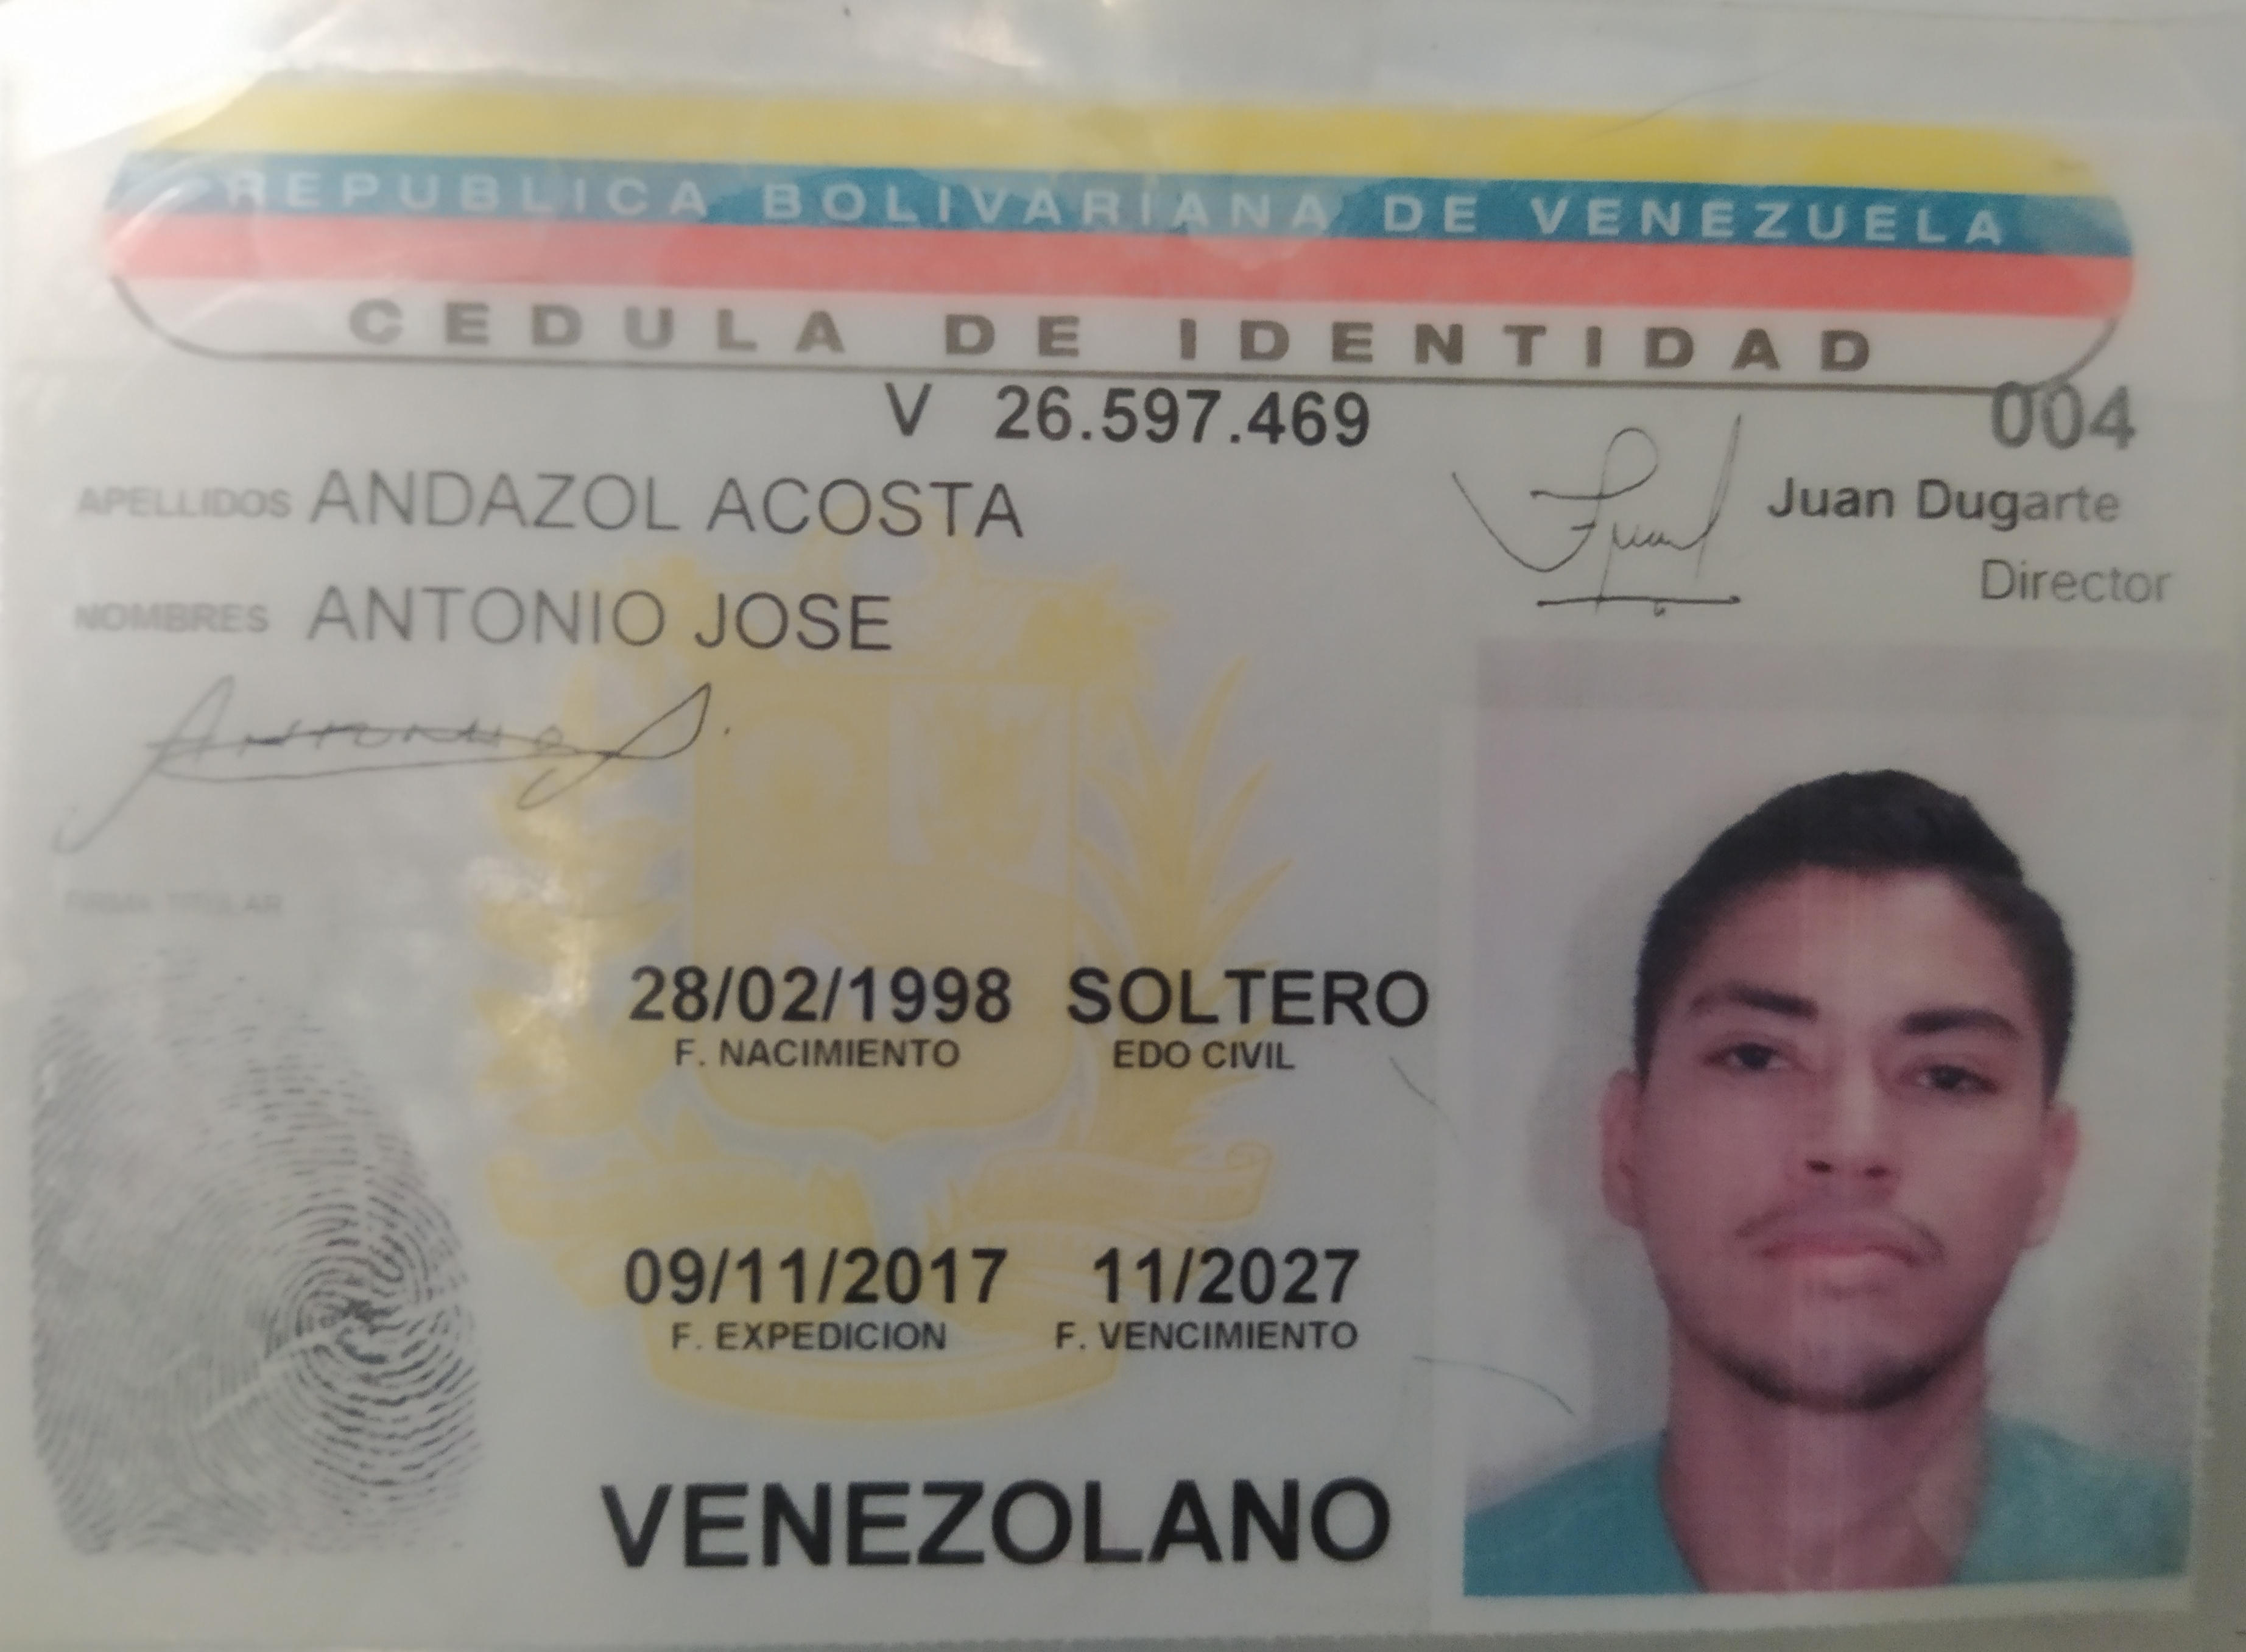 REPUBLICA BOLIVARIANA DE VENEZUELA
CEDULA DE IDENTIDAD
V 26.597.469
004
APELLIDOS ANDAZOL ACOSTA
Juan Dugarte
Director
NOMBRES ANTONIO JOSE
FIRMA TITULAR
28/02/1998 SOLTERO
F. NACIMIENTO EDO CIVIL
09/11/2017 11/2027
F. EXPEDICION F. VENCIMIENTO
VENEZOLANO